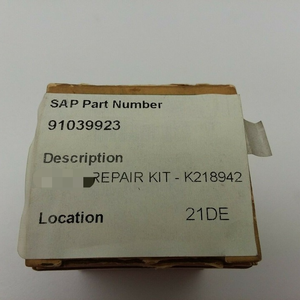 SAP Part Number
91039923
Description
REPAIR KIT - K218942
Location 21DE